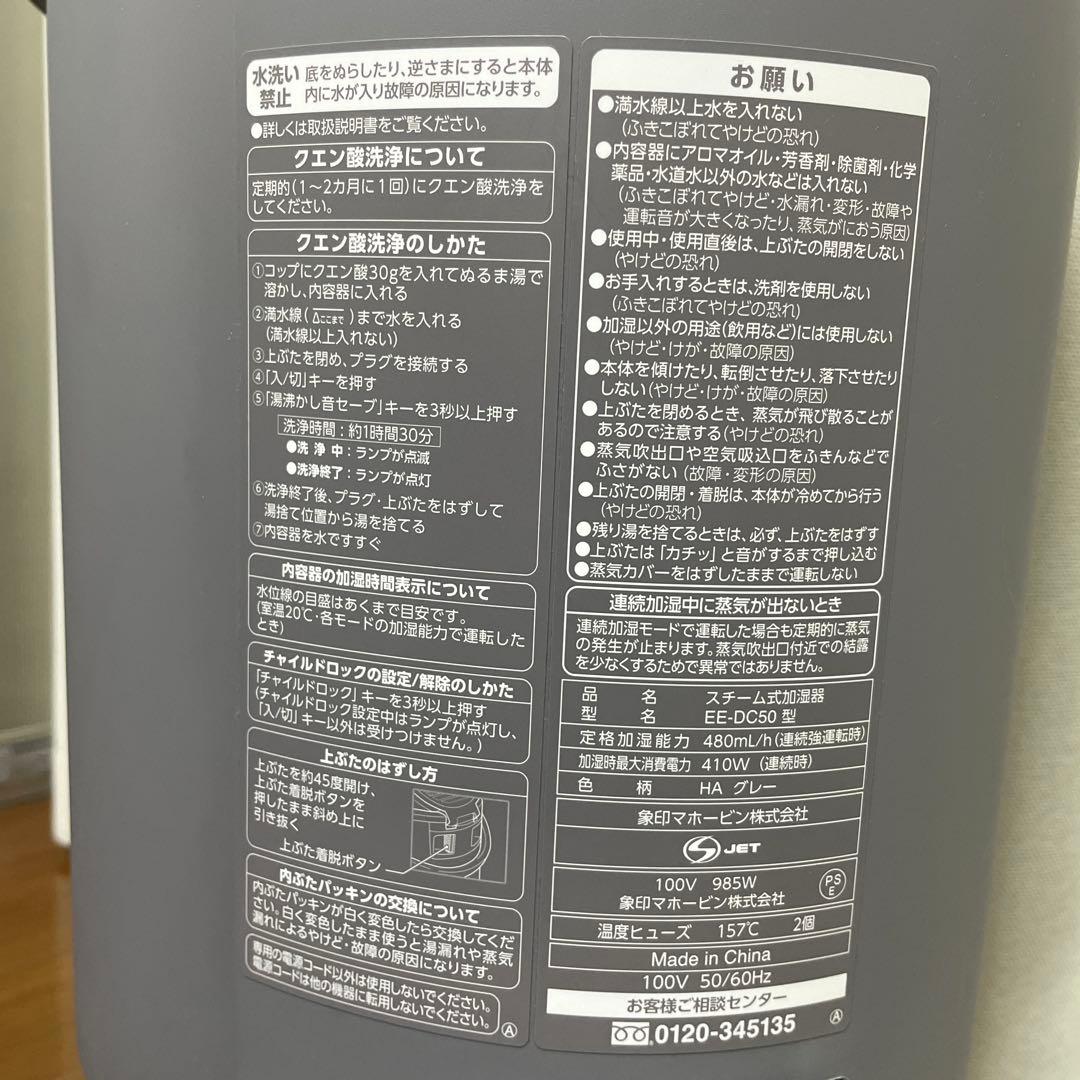 水洗い
禁止
底をぬらしたり、逆さまにすると本体
内に水が入り故障の原因になります。
●詳しくは取扱説明書をご覧ください。
クエン酸洗浄について
定期的（1～2カ月に1回）にクエン酸洗浄を
してください。
クエン酸洗浄のしかた
①コップにクエン酸30gを入れてぬるま湯で
溶かし、内容器に入れる
②満水線（△ここまで）まで水を入れる
（満水線以上入れない）
③上ぶたを閉め、プラグを接続する
④「入/切」キーを押す
⑤「湯沸かし音セーブ」キーを3秒以上押す
洗浄時間：約1時間30分
●洗浄中：ランプが点滅
●洗浄終了：ランプが点灯
⑥洗浄終了後、プラグ・上ぶたをはずして
湯捨て位置から湯を捨てる
⑦内容器を水ですすぐ
内容器の加湿時間表示について
水位線の目盛はあくまで目安です。
（室温20℃・各モードの加湿能力で運転した
とき）
チャイルドロックの設定/解除のしかた
「チャイルドロック」キーを3秒以上押す
（チャイルドロック設定中はランプが点灯し、
「入/切」キー以外は受けつけません。）
上ぶたのはずし方
上ぶたを約45度開け、
上ぶた着脱ボタンを
押したまま斜め上に
引き抜く
上ぶた着脱ボタン
内ぶたパッキンの交換について
内ぶたパッキンが白く変色したら交換してくだ
さい。白く変色したまま使うと湯漏れや蒸気
漏れによるやけど・故障の原因になります。
専用の電源コード以外は使用しないでください。
電源コードは他の機器に転用しないでください。
Ⓐ
お願い
●満水線以上水を入れない
（ふきこぼれてやけどの恐れ）
●内容器にアロマオイル・芳香剤・除菌剤・化学
薬品・水道水以外の水などは入れない
（ふきこぼれてやけど・水漏れ・変形・故障や
運転音が大きくなったり、蒸気がにおう原因）
●使用中・使用直後は、上ぶたの開閉をしない
（やけどの恐れ）
●お手入れするときは、洗剤を使用しない
（ふきこぼれてやけどの恐れ）
●加湿以外の用途（飲用など）には使用しない
（やけど・けが・故障の原因）
●本体を傾けたり、転倒させたり、落下させたり
しない（やけど・けが・故障の原因）
●上ぶたを閉めるとき、蒸気が飛び散ることが
あるので注意する（やけどの恐れ）
●蒸気吹出口や空気吸込口をふきんなどで
ふさがない（故障・変形の原因）
●上ぶたの開閉・着脱は、本体が冷めてから行う
（やけどの恐れ）
●残り湯を捨てるときは、必ず、上ぶたをはずす
●上ぶたは「カチッ」と音がするまで押し込む
●蒸気カバーをはずしたままで運転しない
連続加湿中に蒸気が出ないとき
連続加湿モードで運転した場合も定期的に蒸気
の発生が止まります。蒸気吹出口付近での結露
を少なくするためで異常ではありません。
品名 スチーム式加湿器
型名 EE-DC50 型
定格加湿能力 480mL/h（連続強運転時）
加湿時最大消費電力 410W（連続時）
色柄 HA グレー
象印マホービン株式会社
S JET
100V 985W
PS
E
象印マホービン株式会社
温度ヒューズ 157℃ 2個
Made in China
100V 50/60Hz
お客様ご相談センター
0120-345135
Ⓐ